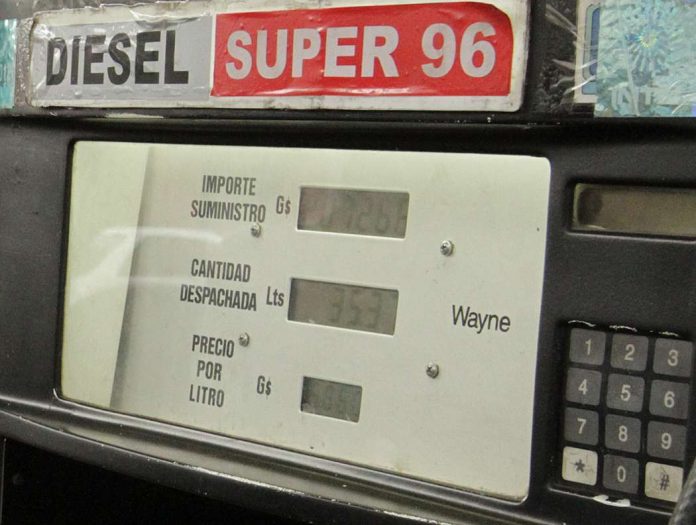 DIESEL SUPER 96
IMPORTE
SUMINISTRO G$
CANTIDAD
DESPACHADA Lts
Wayne
PRECIO
POR
LITRO G$
1 2 3
4 5 6
7 8 9
* 0 #